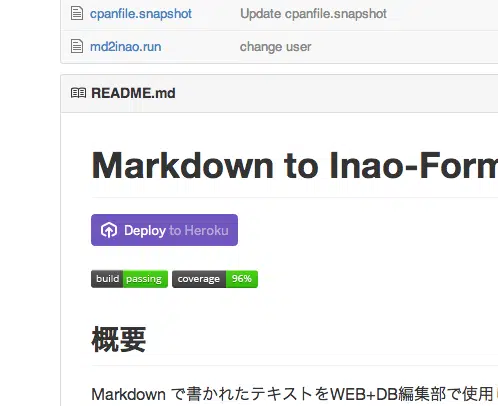 cpanfile.snapshot Update cpanfile.snapshot
md2inao.run change user
README.md
Markdown to Inao-Form
Deploy to Heroku
build passing coverage 96%
概要
Markdown で書かれたテキストをWEB+DB編集部で使用